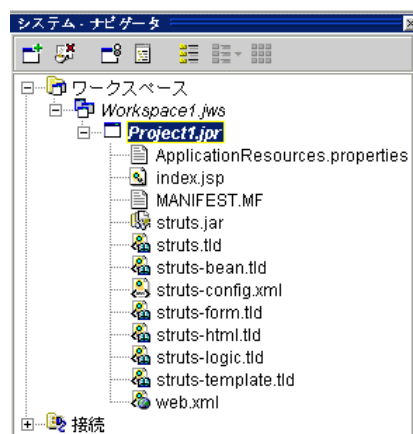 システム・ナビゲータ
ワークスペース
Workspace1.jws
Project1.jpr
ApplicationResources.properties
index.jsp
MANIFEST.MF
struts.jar
struts.tld
struts-bean.tld
struts-config.xml
struts-form.tld
struts-html.tld
struts-logic.tld
struts-template.tld
web.xml
接続